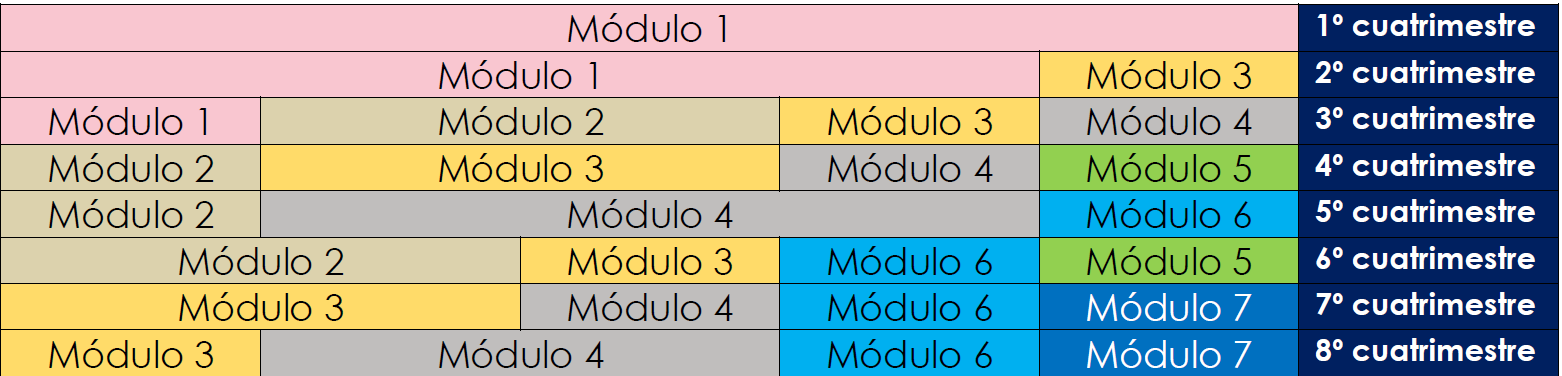 Módulo 1 1º cuatrimestre
Módulo 1 Módulo 3 2º cuatrimestre
Módulo 1 Módulo 2 Módulo 3 Módulo 4 3º cuatrimestre
Módulo 2 Módulo 3 Módulo 4 Módulo 5 4º cuatrimestre
Módulo 2 Módulo 4 Módulo 6 5º cuatrimestre
Módulo 2 Módulo 3 Módulo 6 Módulo 5 6º cuatrimestre
Módulo 3 Módulo 4 Módulo 6 Módulo 7 7º cuatrimestre
Módulo 3 Módulo 4 Módulo 6 Módulo 7 8º cuatrimestre